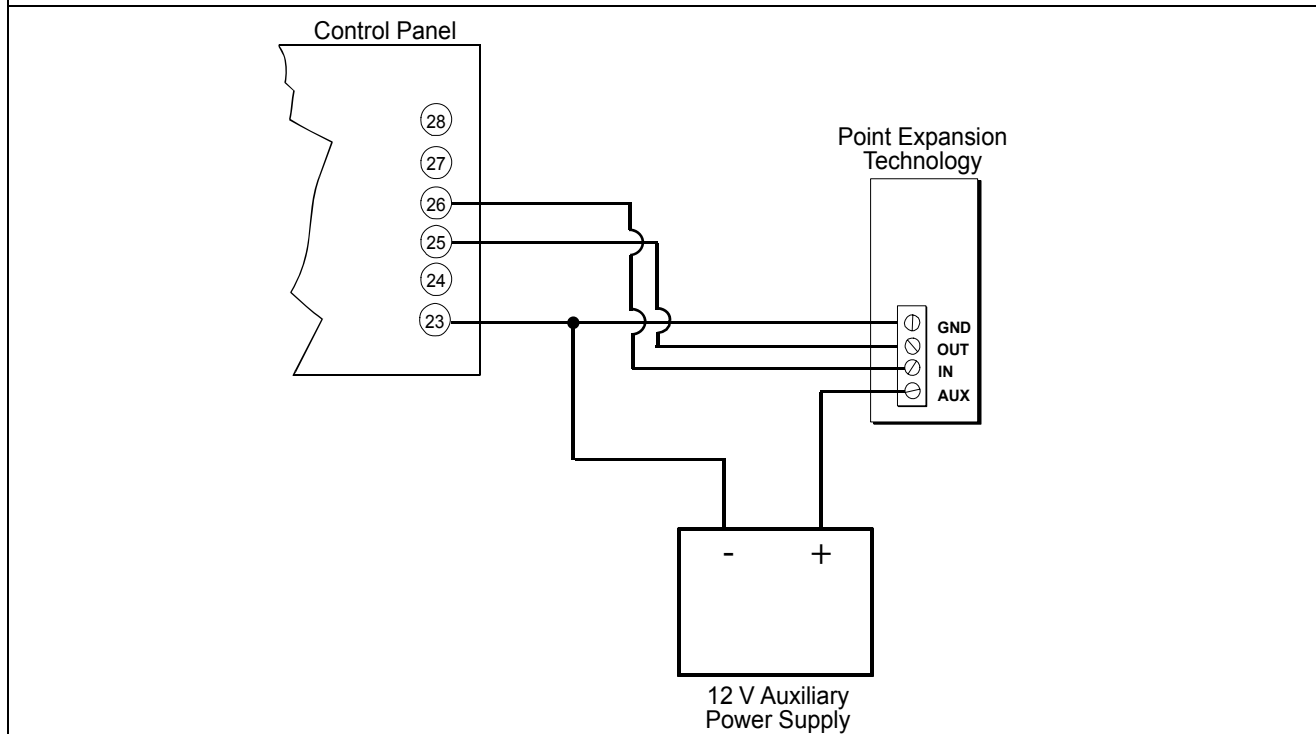 Control Panel
28
27
26
25
24
23
Point Expansion
Technology
GND
OUT
IN
AUX
- +
12 V Auxiliary
Power Supply